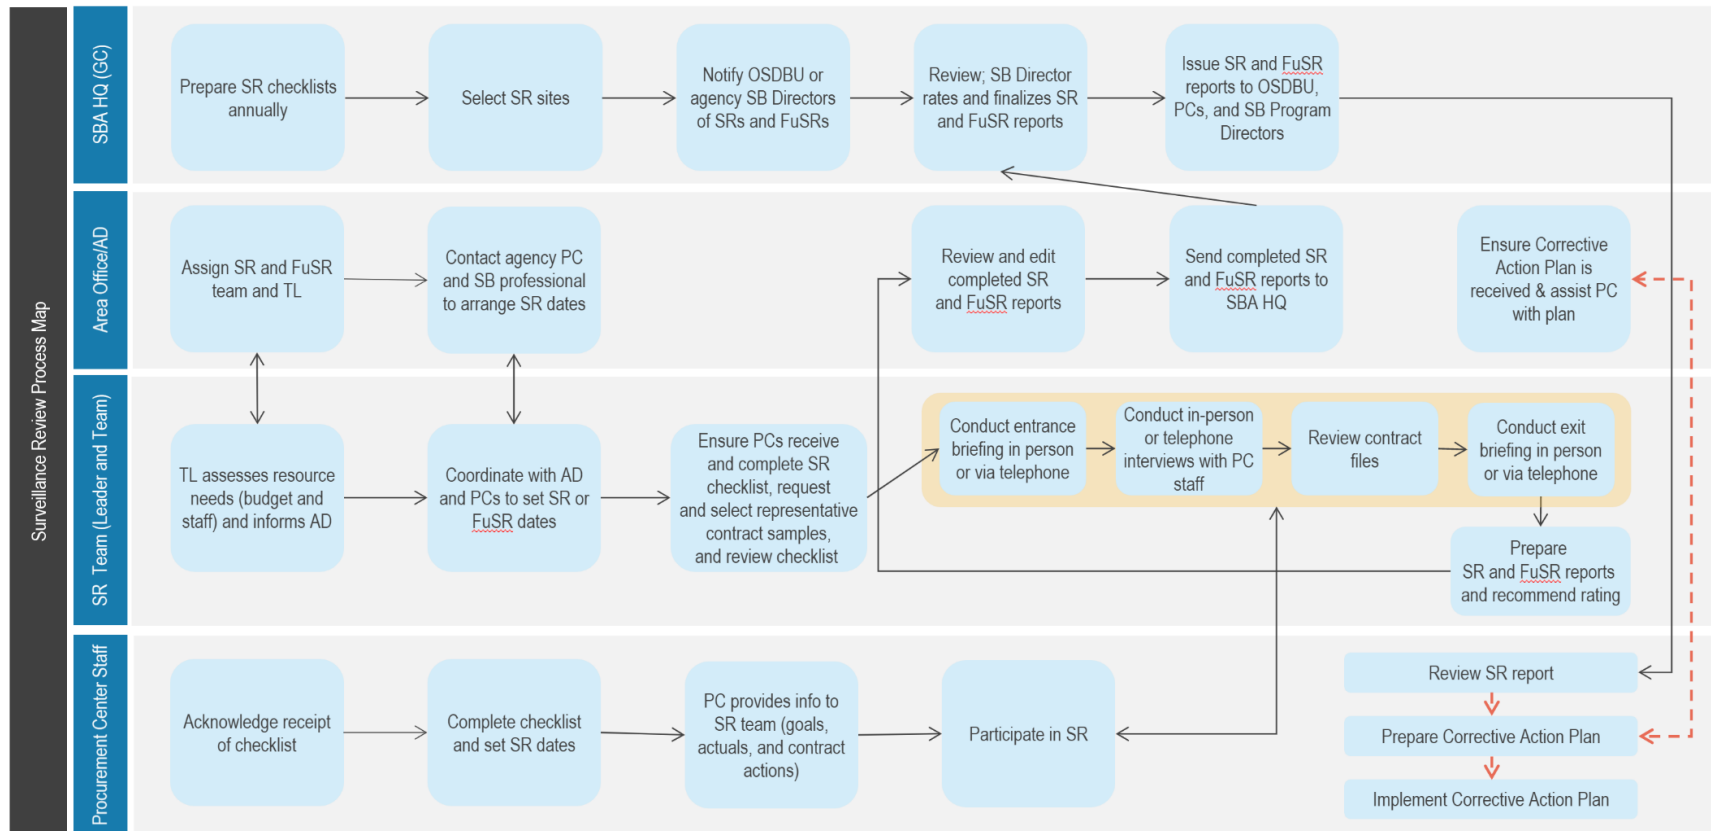 Surveillance Review Process Map
SBA HQ (GC)
Prepare SR checklists
annually
Select SR sites
Notify OSDBU or
agency SB Directors
of SRs and FuSRs
Review; SB Director
rates and finalizes SR
and FuSR reports
Issue SR and FuSR
reports to OSDBU,
PCs, and SB Program
Directors
Area Office/AD
Assign SR and FuSR
team and TL
Contact agency PC
and SB professional
to arrange SR dates
Review and edit
completed SR
and FuSR reports
Send completed SR
and FuSR reports to
SBA HQ
Ensure Corrective
Action Plan is
received & assist PC
with plan
SR Team (Leader and Team)
TL assesses resource
needs (budget and
staff) and informs AD
Coordinate with AD
and PCs to set SR or
FuSR dates
Ensure PCs receive
and complete SR
checklist, request
and select representative
contract samples,
and review checklist
Conduct entrance
briefing in person
or via telephone
Conduct in-person
or telephone
interviews with PC
staff
Review contract
files
Conduct exit
briefing in person
or via telephone
Prepare
SR and FuSR reports
and recommend rating
Procurement Center Staff
Acknowledge receipt
of checklist
Complete checklist
and set SR dates
PC provides info to
SR team (goals,
actuals, and contract
actions)
Participate in SR
Review SR report
Prepare Corrective Action Plan
Implement Corrective Action Plan